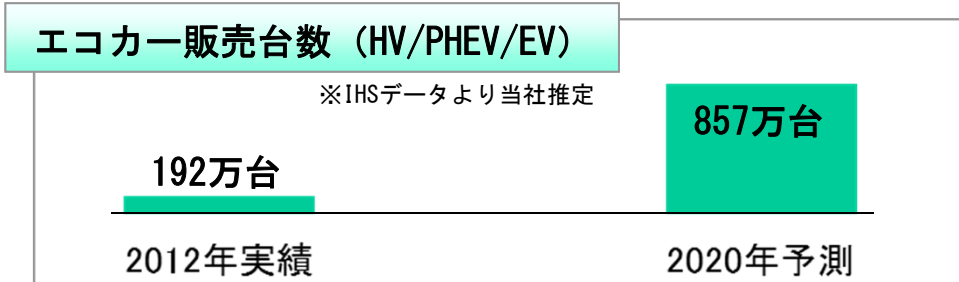 エコカー販売台数（HV/PHEV/EV）
※IHSデータより当社推定
857万台
192万台
2012年実績
2020年予測